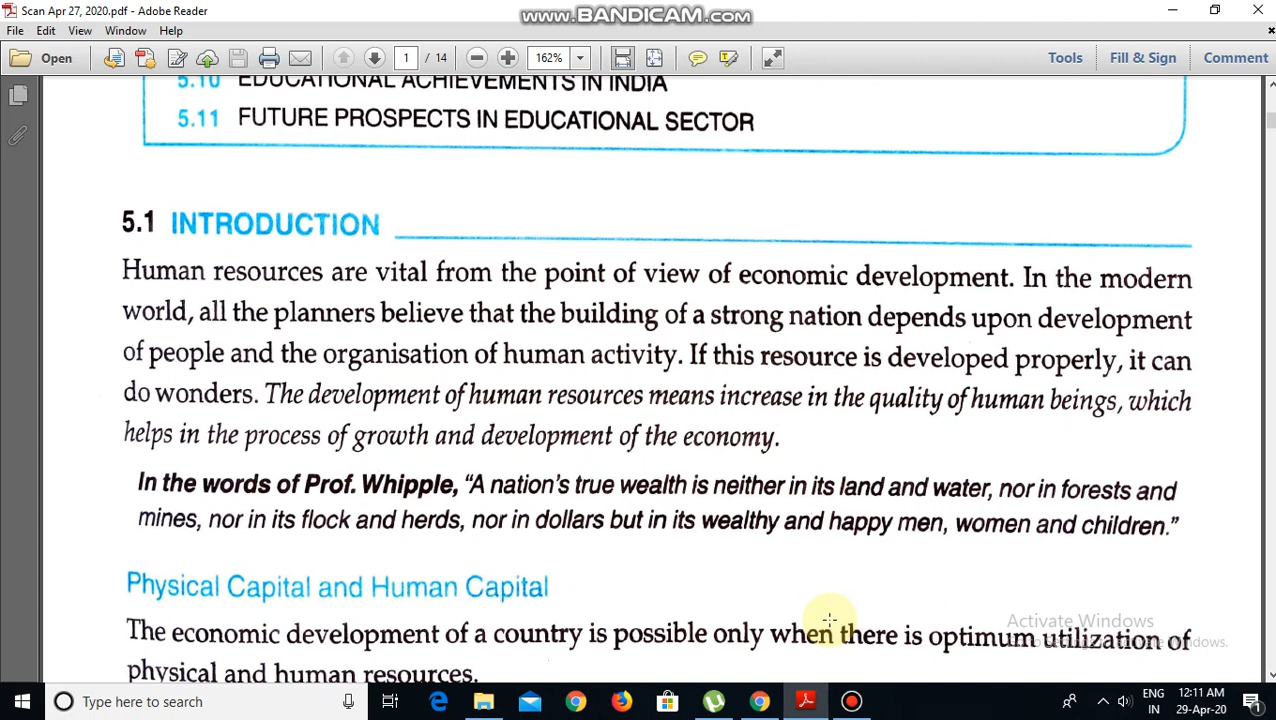 Scan Apr 27, 2020.pdf - Adobe Reader
www.BANDICAM.com
File Edit View Window Help
Open 1 / 14 162% Tools Fill & Sign Comment
5.10 EDUCATIONAL ACHIEVEMENTS IN INDIA
5.11 FUTURE PROSPECTS IN EDUCATIONAL SECTOR
5.1 INTRODUCTION
Human resources are vital from the point of view of economic development. In the modern
world, all the planners believe that the building of a strong nation depends upon development
of people and the organisation of human activity. If this resource is developed properly, it can
do wonders. The development of human resources means increase in the quality of human beings, which
helps in the process of growth and development of the economy.
In the words of Prof. Whipple, “A nation’s true wealth is neither in its land and water, nor in forests and
mines, nor in its flock and herds, nor in dollars but in its wealthy and happy men, women and children.”
Physical Capital and Human Capital
The economic development of a country is possible only when there is optimum utilization of
physical and human resources.
Activate Windows
Windows.
Type here to search
ENG
IN
12:11 AM
29-Apr-20
1